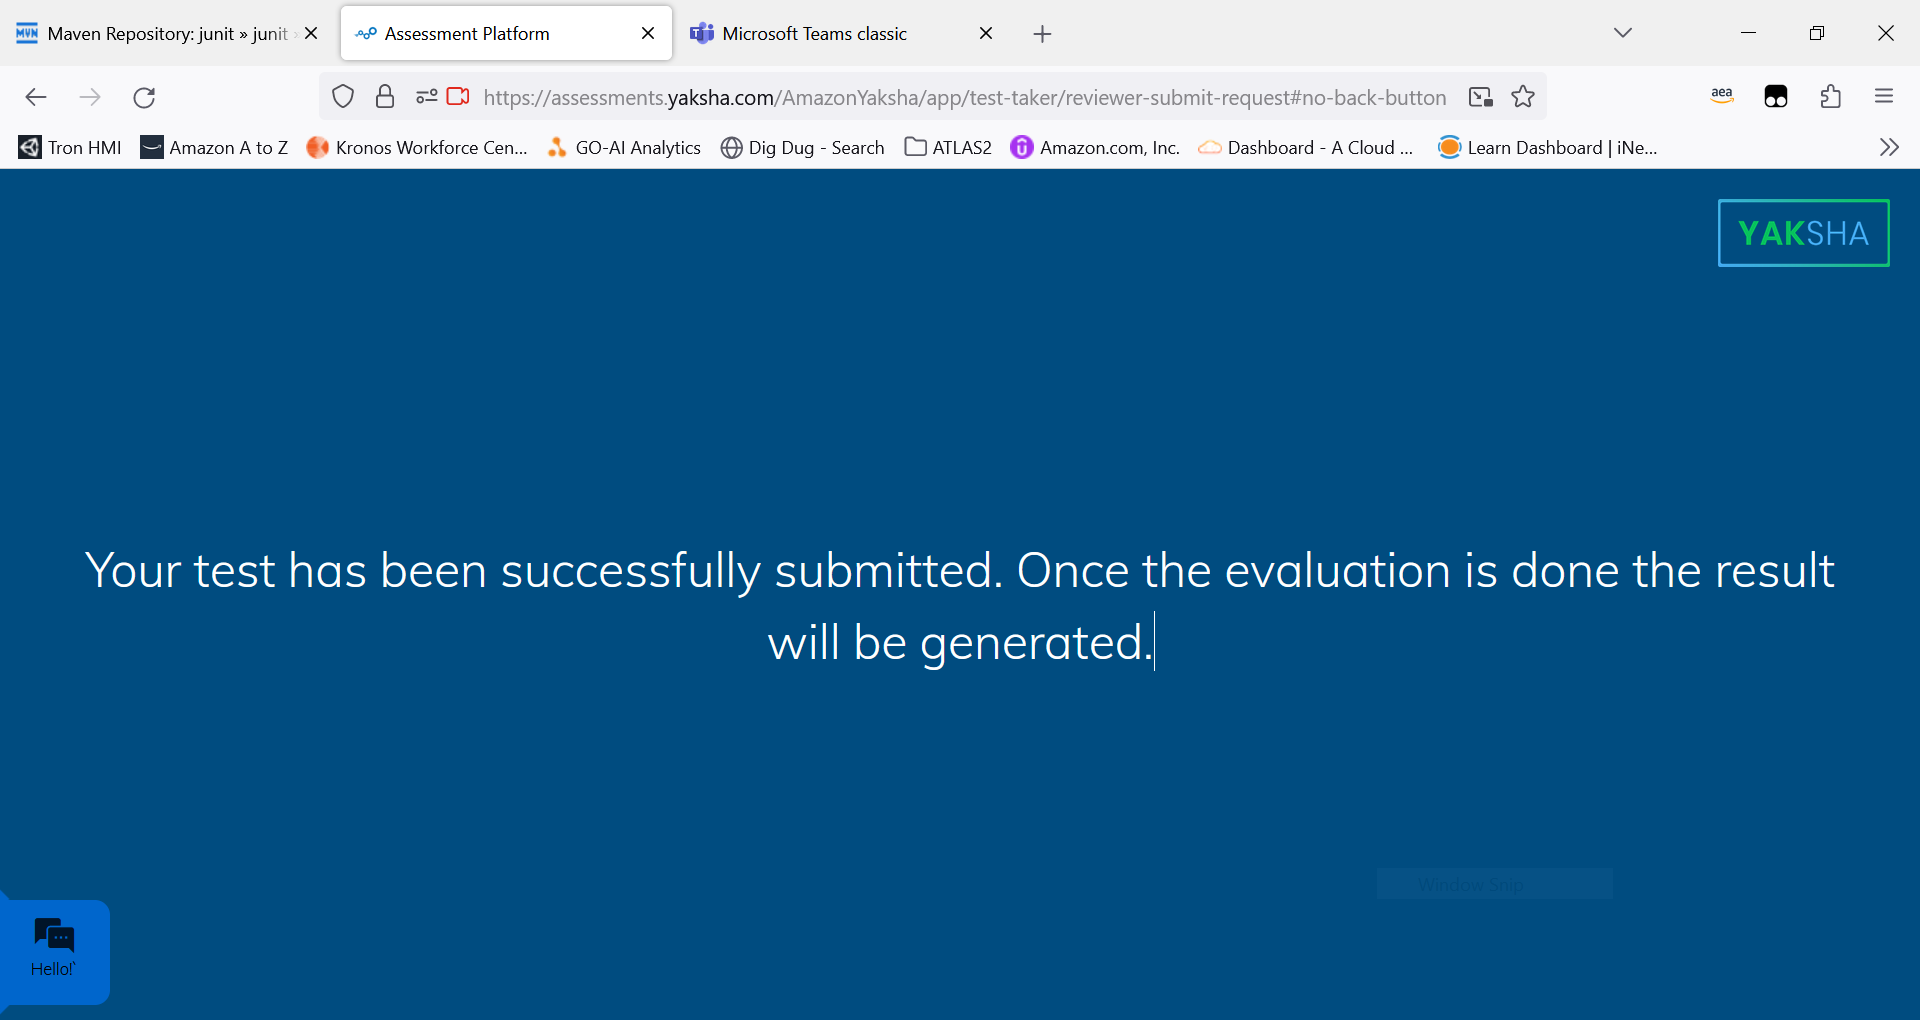 Maven Repository: junit » junit
Assessment Platform
Microsoft Teams classic
https://assessments.yaksha.com/AmazonYaksha/app/test-taker/reviewer-submit-request#no-back-button
aea
Tron HMI
Amazon A to Z
Kronos Workforce Cen...
GO-AI Analytics
Dig Dug - Search
ATLAS2
Amazon.com, Inc.
Dashboard - A Cloud ...
Learn Dashboard | iNe...
YAKSHA
Your test has been successfully submitted. Once the evaluation is done the result
will be generated.
Window Snip
Hello!`